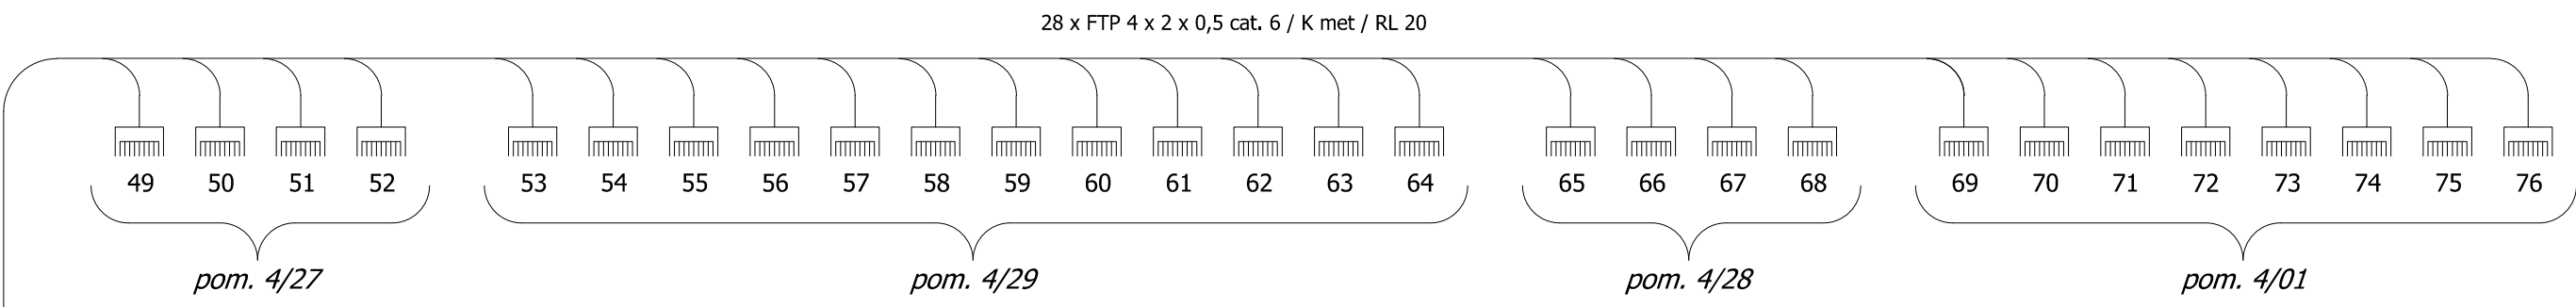 28 x FTP 4 x 2 x 0,5 cat. 6 / K met / RL 20
49 50 51 52 53 54 55 56 57 58 59 60 61 62 63 64 65 66 67 68 69 70 71 72 73 74 75 76
pom. 4/27 pom. 4/29 pom. 4/28 pom. 4/01